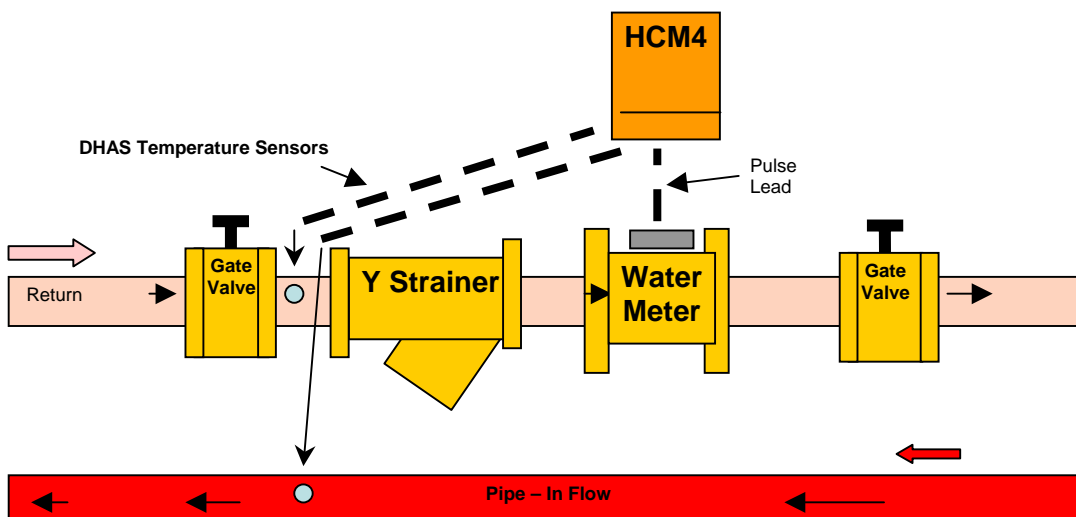 HCM4
DHAS Temperature Sensors
Pulse
Lead
Return
Gate
Valve
Y Strainer
Water
Meter
Gate
Valve
Pipe – In Flow